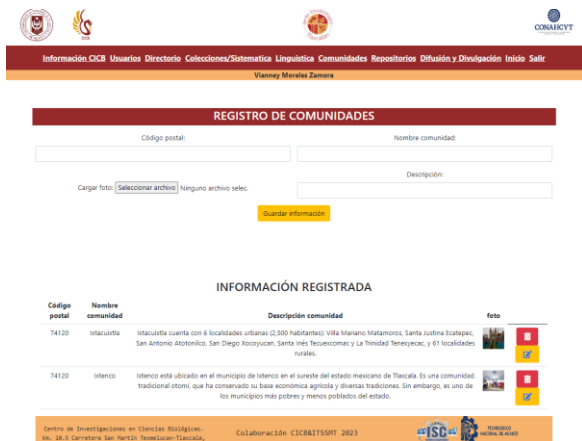 CICB
CONAHCYT
Información CICB Usuarios Directorio Colecciones/Sistematica Linguistica Comunidades Repositorios Difusión y Divulgación Inicio Salir
Vianney Morales Zamora
REGISTRO DE COMUNIDADES
Código postal:
Nombre comunidad:
Descripción:
Cargar foto: Seleccionar archivo Ninguno archivo selec.
Guardar información
INFORMACIÓN REGISTRADA
Código postal
Nombre comunidad
Descripción comunidad
foto
74120
Ixtacuixtla
Ixtacuixtla cuenta con 6 localidades urbanas (2,500 habitantes); Villa Mariano Matamoros, Santa Justina Ecatepec,
San Antonio Atotonilco, San Diego Xocoyucan, Santa Inés Tecuexcomac y La Trinidad Tenexyecac, y 61 localidades
rurales.
74120
Ixtenco
Ixtenco está ubicado en el municipio de Ixtenco en el sureste del estado mexicano de Tlaxcala. Es una comunidad
tradicional otomí, que ha conservado su base económica agrícola y diversas tradiciones. Sin embargo, es uno de
los municipios más pobres y menos poblados del estado.
Centro de Investigaciones en Ciencias Biológicas.
Km. 10.5 Carretera San Martín Texmelucan-Tlaxcala,
Colaboración CICB&ITSSMT 2023
ISC
TECNOLÓGICO
NACIONAL DE MÉXICO